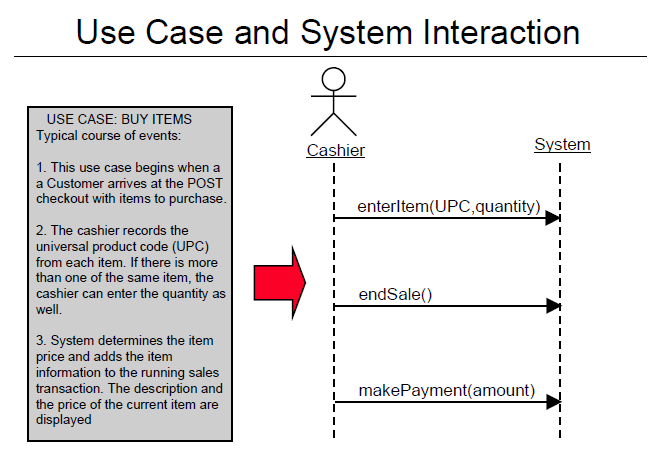 Use Case and System Interaction
USE CASE: BUY ITEMS
Typical course of events:
1. This use case begins when a
a Customer arrives at the POST
checkout with items to purchase.
2. The cashier records the
universal product code (UPC)
from each item. If there is more
than one of the same item, the
cashier can enter the quantity as
well.
3. System determines the item
price and adds the item
information to the running sales
transaction. The description and
the price of the current item are
displayed
Cashier
System
enterItem(UPC,quantity)
endSale()
makePayment(amount)